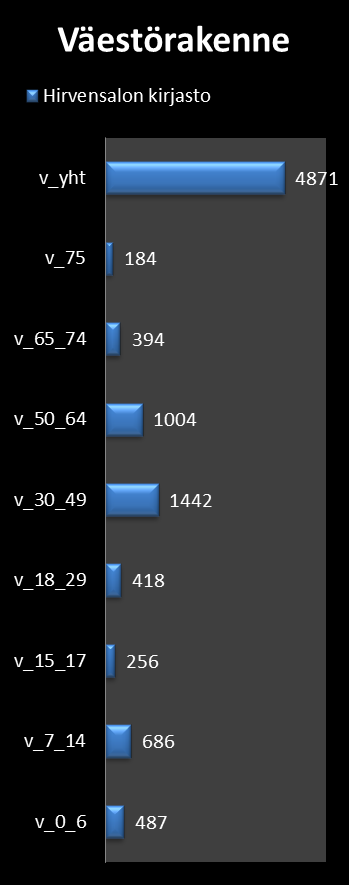 Väestörakenne
Hirvensalon kirjasto
v_yht 4871
v_75 184
v_65_74 394
v_50_64 1004
v_30_49 1442
v_18_29 418
v_15_17 256
v_7_14 686
v_0_6 487